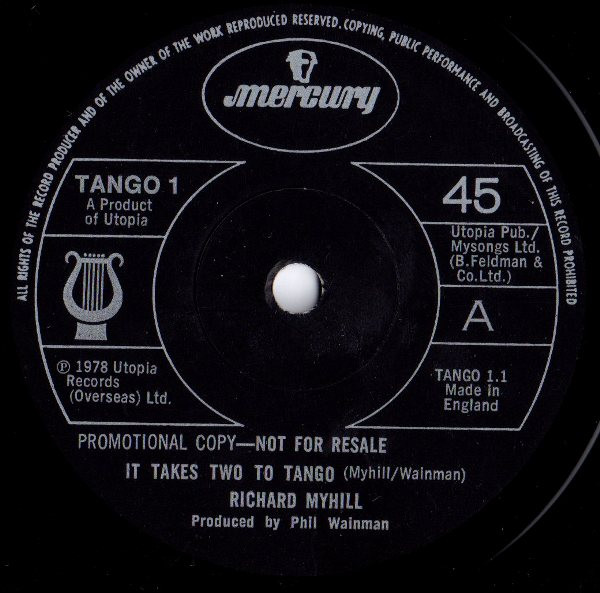 ALL RIGHTS OF THE RECORD PRODUCER AND OF THE OWNER OF THE WORK REPRODUCED RESERVED. COPYING, PUBLIC PERFORMANCE AND BROADCASTING OF THIS RECORD PROHIBITED
mercury
TANGO 1
A Product
of Utopia
45
Utopia Pub./
Mysongs Ltd.
(B.Feldman &
Co.Ltd.)
A
℗ 1978 Utopia
Records
(Overseas) Ltd.
TANGO 1.1
Made in
England
PROMOTIONAL COPY—NOT FOR RESALE
IT TAKES TWO TO TANGO (Myhill/Wainman)
RICHARD MYHILL
Produced by Phil Wainman